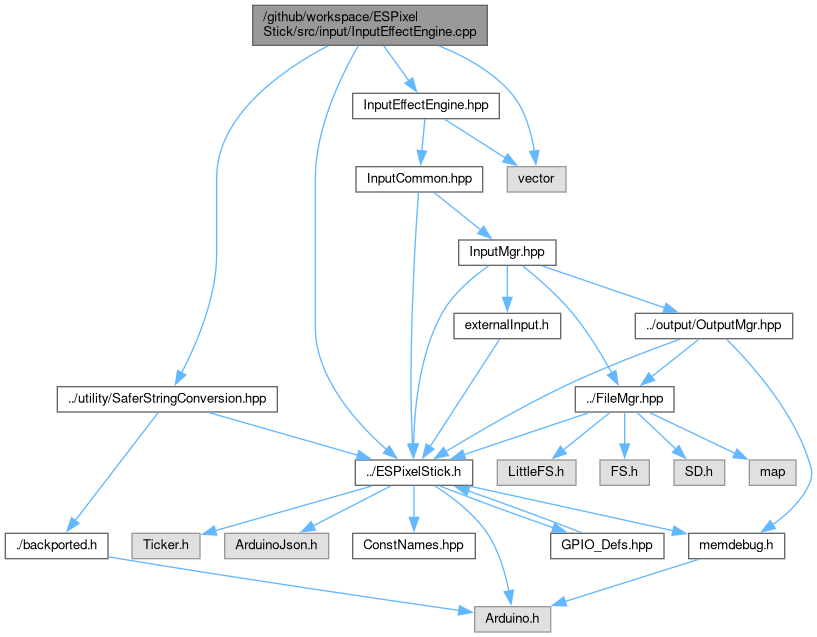 /github/workspace/ESPixel
Stick/src/input/InputEffectEngine.cpp
InputEffectEngine.hpp
InputCommon.hpp
vector
InputMgr.hpp
externalInput.h
../output/OutputMgr.hpp
../utility/SaferStringConversion.hpp
../FileMgr.hpp
../ESPixelStick.h
LittleFS.h
FS.h
SD.h
map
./backported.h
Ticker.h
ArduinoJson.h
ConstNames.hpp
GPIO_Defs.hpp
memdebug.h
Arduino.h